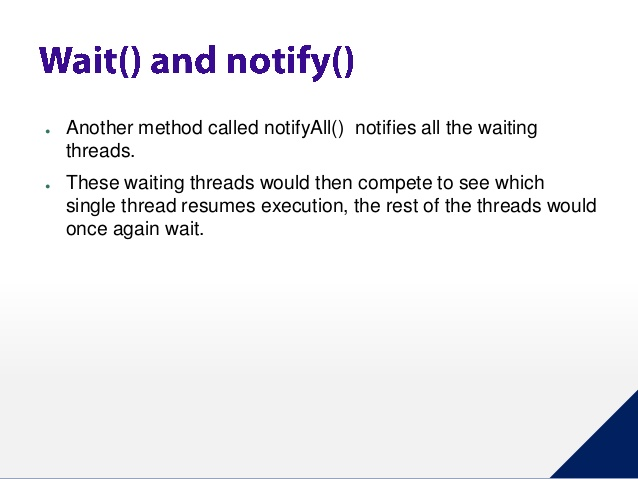 Wait() and notify()
Another method called notifyAll()  notifies all the waiting
threads.
These waiting threads would then compete to see which
single thread resumes execution, the rest of the threads would
once again wait.